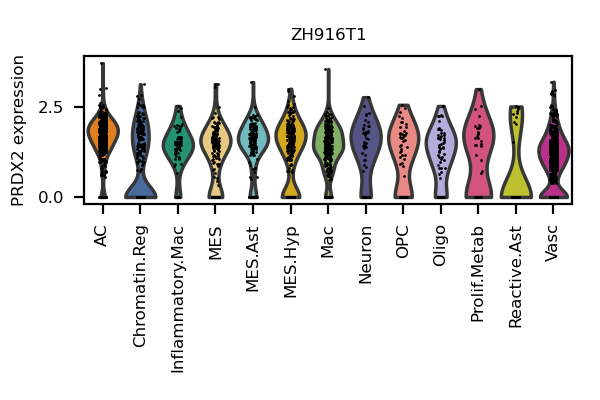 ZH916T1
PRDX2 expression
2.5
0.0
AC
Chromatin.Reg
Inflammatory.Mac
MES
MES.Ast
MES.Hyp
Mac
Neuron
OPC
Oligo
Prolif.Metab
Reactive.Ast
Vasc